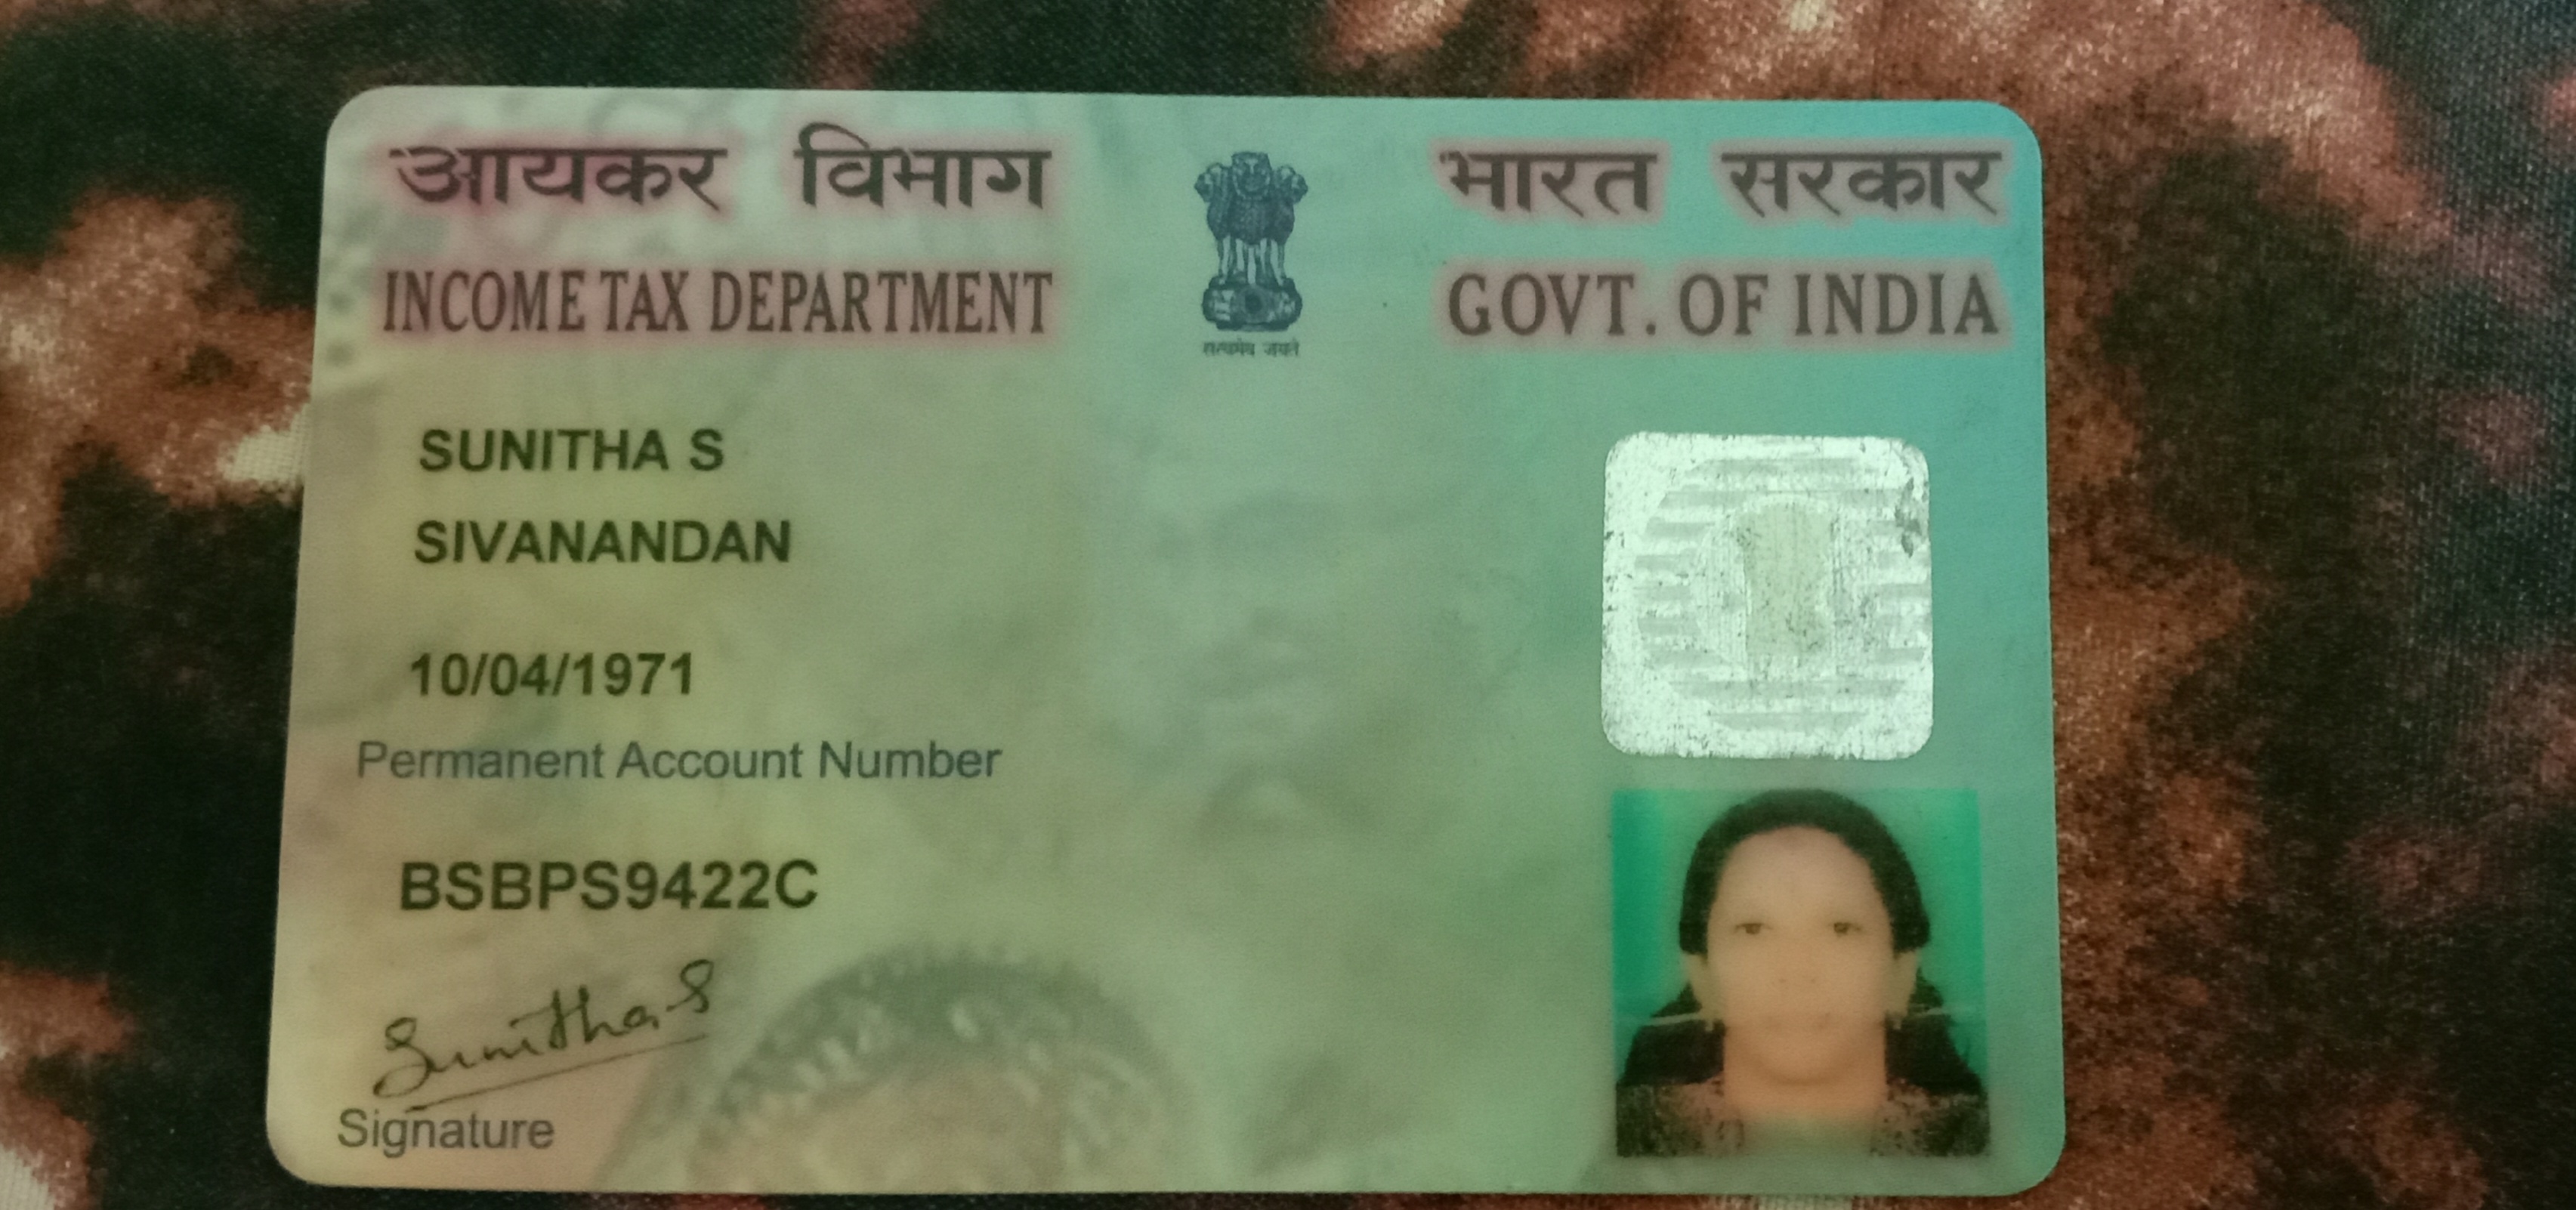 आयकर विभाग
INCOME TAX DEPARTMENT
सत्यमेव जयते
भारत सरकार
GOVT. OF INDIA
SUNITHA S
SIVANANDAN
10/04/1971
Permanent Account Number
BSBPS9422C
Sunitha S
Signature